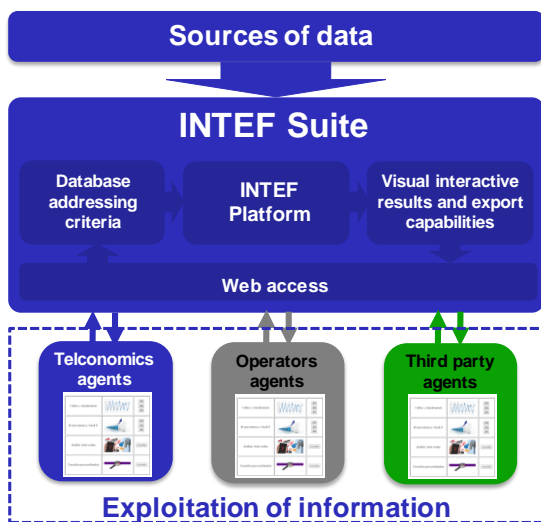 Sources of data
INTEF Suite
Database
addressing
criteria
INTEF
Platform
Visual interactive
results and export
capabilities
Web access
Telconomics
agents
Operators
agents
Third party
agents
Exploitation of information